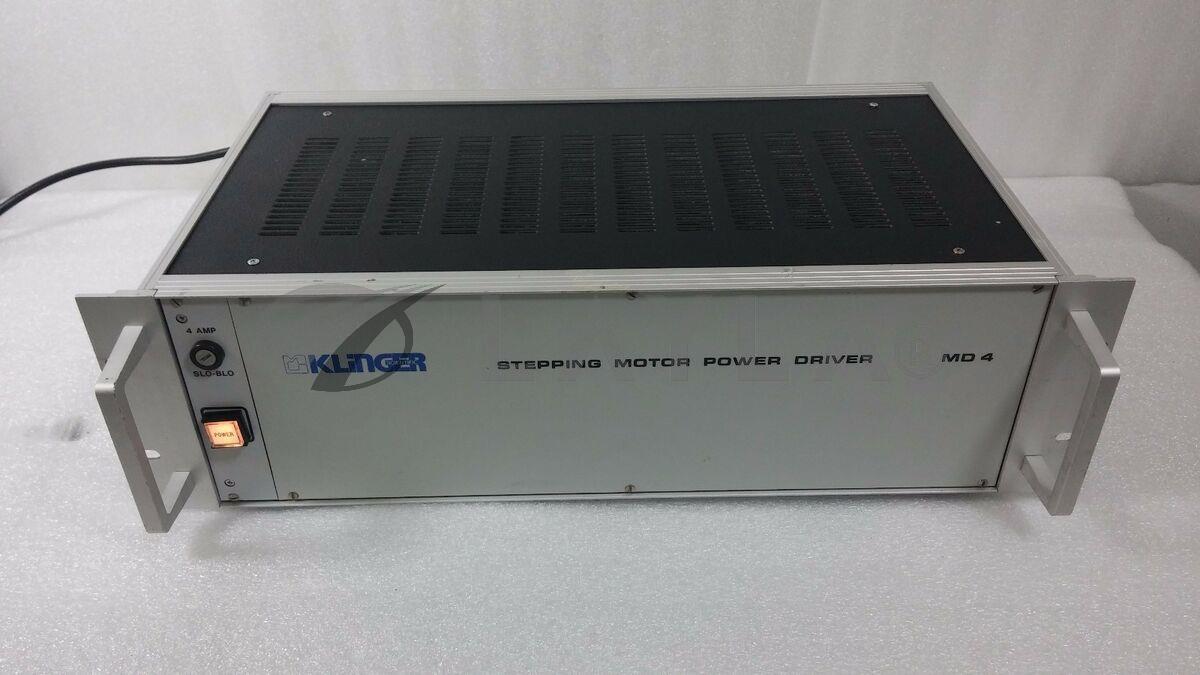 4 AMP
SLO-BLO
POWER
KLINGER
STEPPING MOTOR POWER DRIVER
MD 4